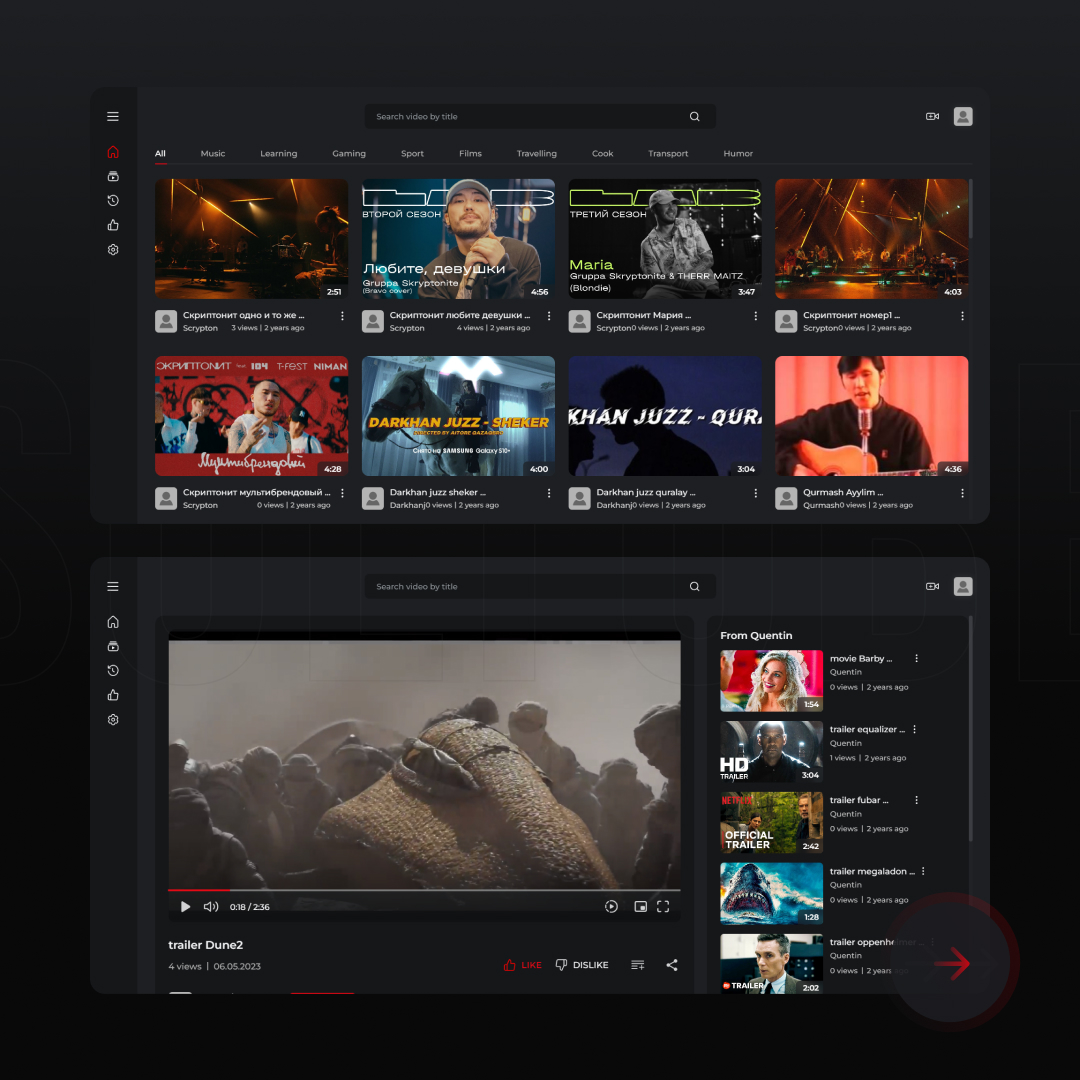 Search video by title
All Music Learning Gaming Sport Films Travelling Cook Transport Humor
2:51
ВТОРОЙ СЕЗОН
Любите, девушки
Gruppa Skryptonite
(Bravo cover)
4:56
ТРЕТИЙ СЕЗОН
Maria
Gruppa Skryptonite & THERR MAITZ
(Blondie)
3:47
4:03
Скриптонит одно и то же ...
Scrypton 3 views | 2 years ago
Скриптонит любите девушки ...
Scrypton 4 views | 2 years ago
Скриптонит Мария ...
Scrypton0 views | 2 years ago
Скриптонит номер1 ...
Scrypton0 views | 2 years ago
СКРИПТОНИТ feat. 104 T-FEST NIMAN
Мультибрендовый
4:28
DARKHAN JUZZ - SHEKER
DIRECTED BY AITORE QAZAQBRO
Снято на SAMSUNG Galaxy S10+
4:00
KHAN JUZZ - QURA
3:04
4:36
Скриптонит мультибрендовый ...
Scrypton 0 views | 2 years ago
Darkhan juzz sheker ...
Darkhanj0 views | 2 years ago
Darkhan juzz quralay ...
Darkhanj0 views | 2 years ago
Qurmash Ayylim ...
Qurmash0 views | 2 years ago
Search video by title
0:18 / 2:36
trailer Dune2
4 views | 06.05.2023
LIKE DISLIKE
From Quentin
1:54
movie Barby ...
Quentin
0 views | 2 years ago
HD
TRAILER
3:04
trailer equalizer ...
Quentin
1 views | 2 years ago
NETFLIX
OFFICIAL
TRAILER
2:42
trailer fubar ...
Quentin
0 views | 2 years ago
1:28
trailer megaladon ...
Quentin
0 views | 2 years ago
TRAILER
2:02
trailer oppenheimer ...
Quentin
0 views | 2 years ago